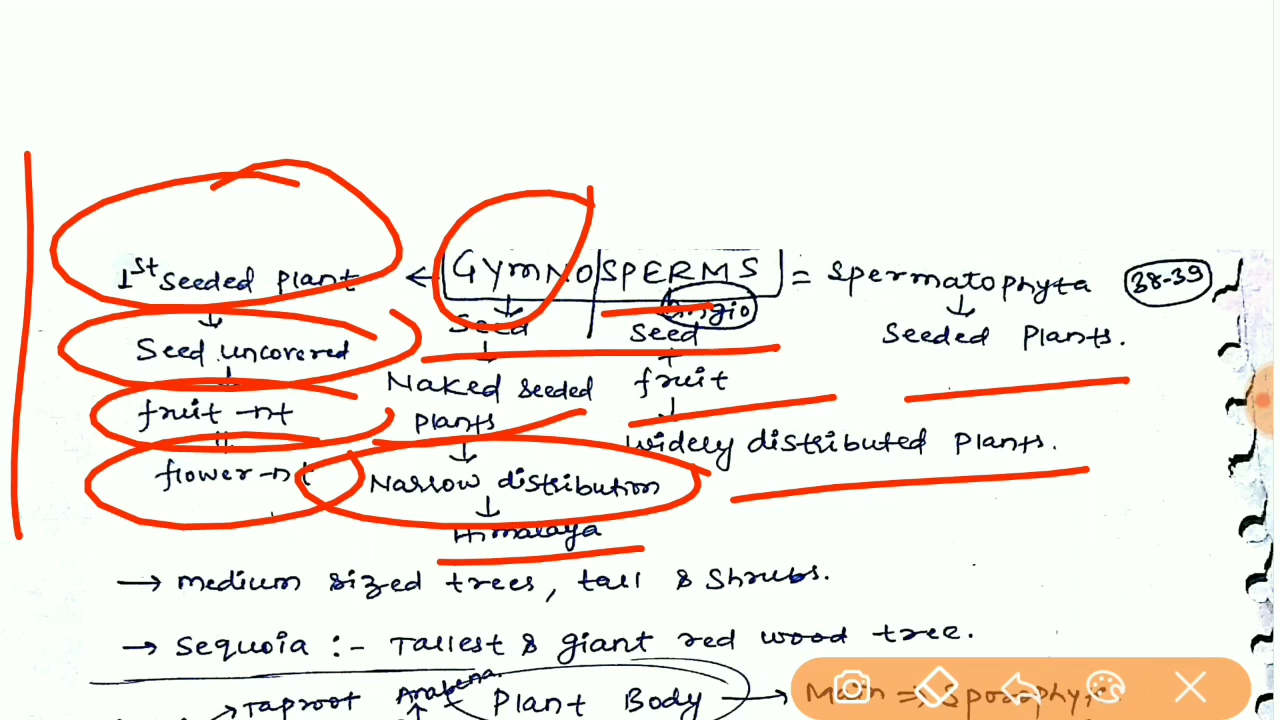 1st seeded plant ← GYMNO|SPERMS = Spermatophyta 38-39
↓ ↓ Angio ↓
Seed uncovered Seed Seed Seeded Plants.
↓ ↓ ↓
fruit -nt Naked seeded plants fruit
flower -nt ↓ ↓
Narrow distribution widely distributed Plants.
↓
Himalaya
→ medium sized trees, tall & Shrubs.
→ Sequoia :- Tallest & giant red wood tree.
→ Taproot ↑ Plant Body → Main ⇒